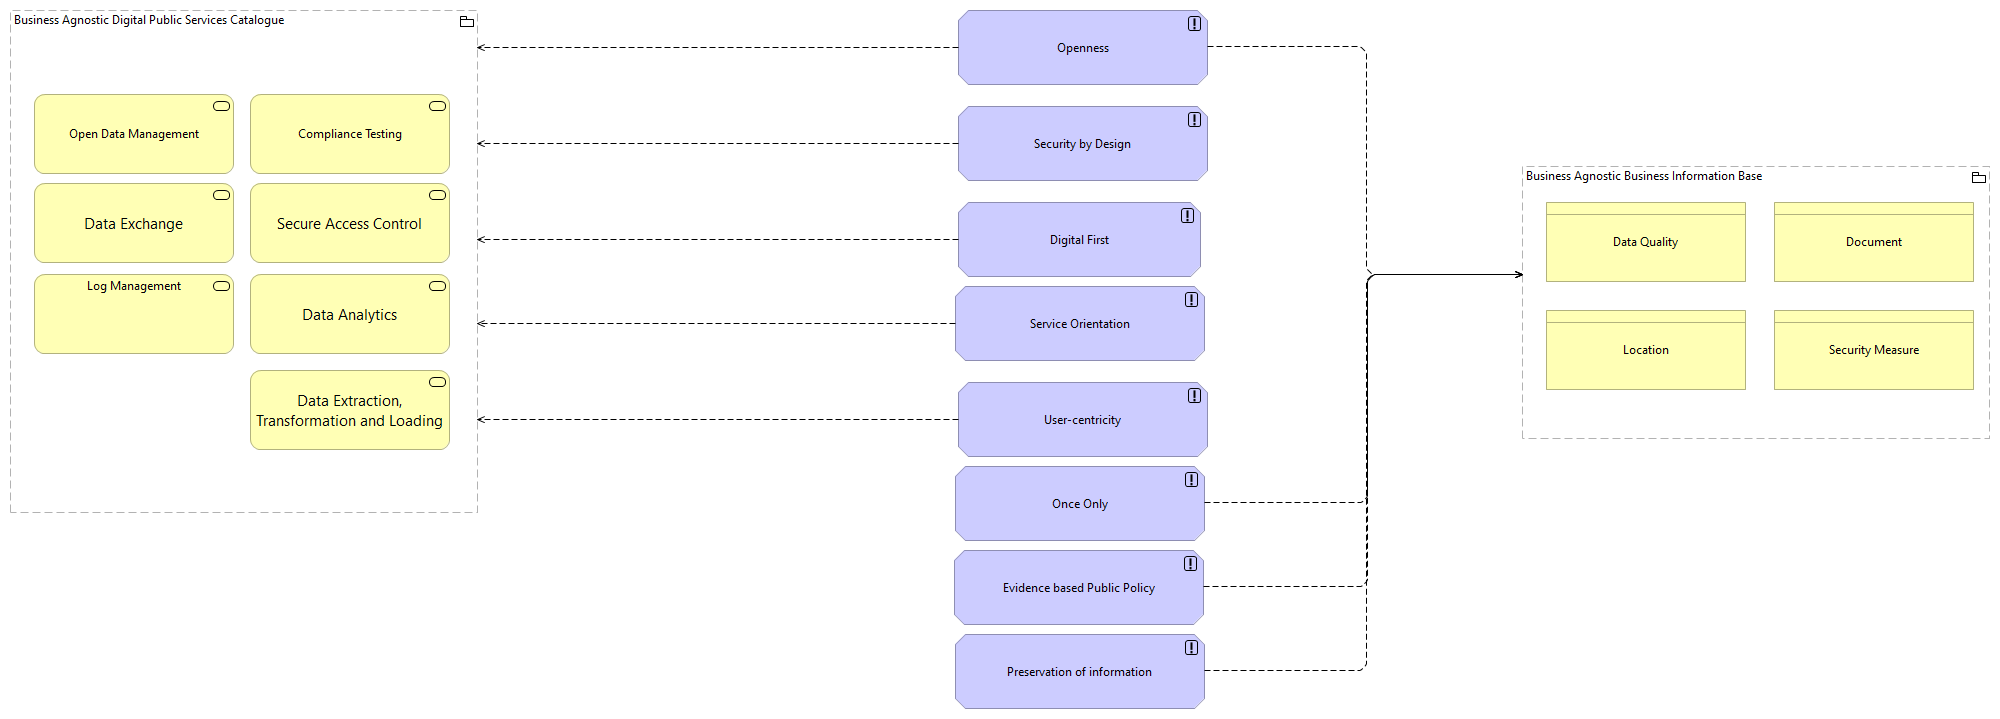 Business Agnostic Digital Public Services Catalogue
Open Data Management
Compliance Testing
Data Exchange
Secure Access Control
Log Management
Data Analytics
Data Extraction,
Transformation and Loading
Openness
Security by Design
Digital First
Service Orientation
User-centricity
Once Only
Evidence based Public Policy
Preservation of information
Business Agnostic Business Information Base
Data Quality
Document
Location
Security Measure